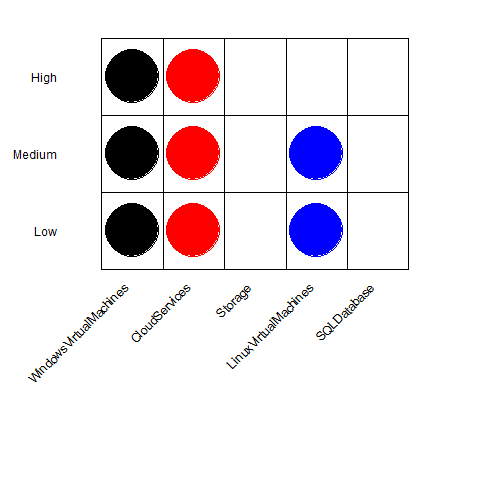 High
Medium
Low
WindowsVirtualMachines
CloudServices
Storage
LinuxVirtualMachines
SQLDatabase